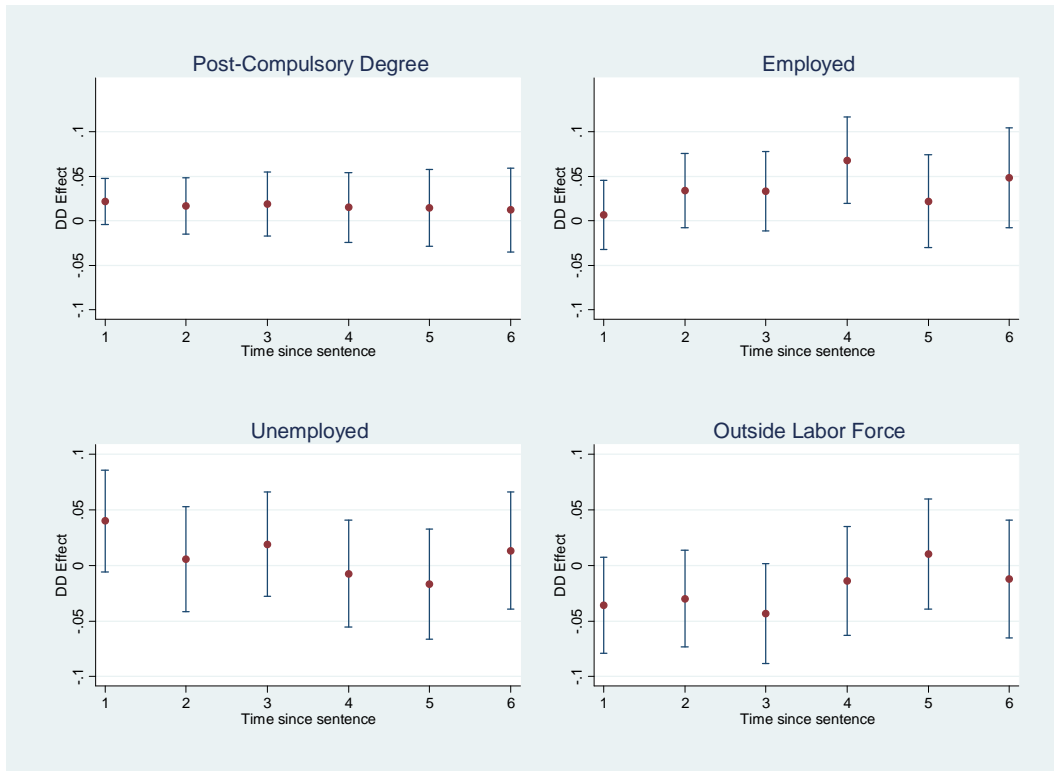 Post-Compulsory Degree
DD Effect
.1
.05
0
-.05
-.1
1 2 3 4 5 6
Time since sentence
Employed
DD Effect
.1
.05
0
-.05
-.1
1 2 3 4 5 6
Time since sentence
Unemployed
DD Effect
.1
.05
0
-.05
-.1
1 2 3 4 5 6
Time since sentence
Outside Labor Force
DD Effect
.1
.05
0
-.05
-.1
1 2 3 4 5 6
Time since sentence